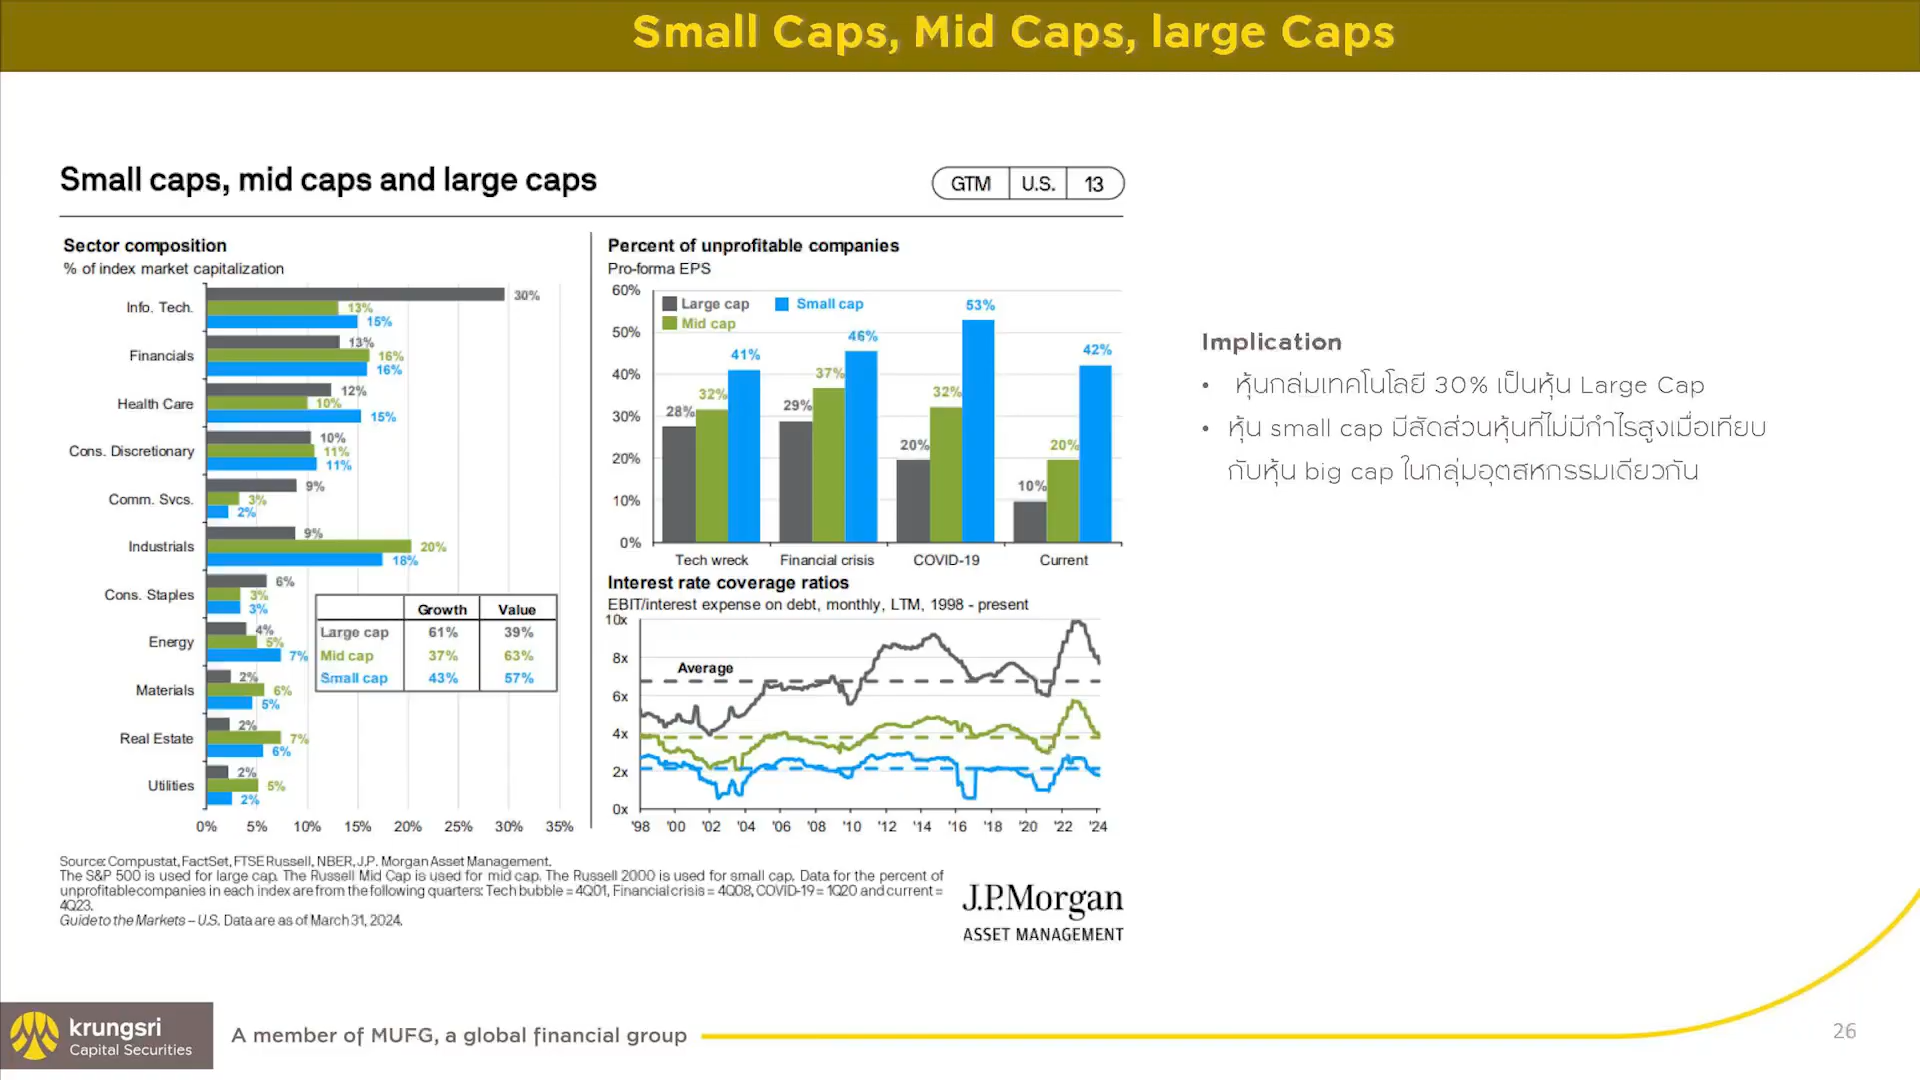 Small Caps, Mid Caps, large Caps
Small caps, mid caps and large caps
GTM U.S. 13
Sector composition
% of index market capitalization
Info. Tech. 30% 13% 15%
Financials 13% 16% 16%
Health Care 12% 10% 15%
Cons. Discretionary 10% 11% 11%
Comm. Svcs. 9% 3% 2%
Industrials 9% 20% 18%
Cons. Staples 6% 3% 3%
Energy 4% 5% 7%
Materials 2% 6% 5%
Real Estate 2% 7% 6%
Utilities 2% 5% 2%
0% 5% 10% 15% 20% 25% 30% 35%
Growth Value
Large cap 61% 39%
Mid cap 37% 63%
Small cap 43% 57%
Percent of unprofitable companies
Pro-forma EPS
60%
50%
40%
30%
20%
10%
0%
Large cap Small cap
Mid cap
28% 32% 41%
29% 37% 46%
20% 32% 53%
10% 20% 42%
Tech wreck Financial crisis COVID-19 Current
Interest rate coverage ratios
EBIT/interest expense on debt, monthly, LTM, 1998 - present
10x
8x
6x
4x
2x
0x
Average
'98 '00 '02 '04 '06 '08 '10 '12 '14 '16 '18 '20 '22 '24
Source: Compustat, FactSet, FTSE Russell, NBER, J.P. Morgan Asset Management.
The S&P 500 is used for large cap. The Russell Mid Cap is used for mid cap. The Russell 2000 is used for small cap. Data for the percent of
unprofitable companies in each index are from the following quarters: Tech bubble = 4Q01, Financial crisis = 4Q08, COVID-19 = 1Q20 and current =
4Q23.
Guide to the Markets – U.S. Data are as of March 31, 2024.
J.P.Morgan
ASSET MANAGEMENT
Implication
• หุ้นกล่มเทคโนโลยี 30% เป็นหุ้น Large Cap
• หุ้น small cap มีสัดส่วนหุ้นที่ไม่มีกำไรสูงเมื่อเทียบ
กับหุ้น big cap ในกลุ่มอุตสหกรรมเดียวกัน
krungsri
Capital Securities
A member of MUFG, a global financial group
26